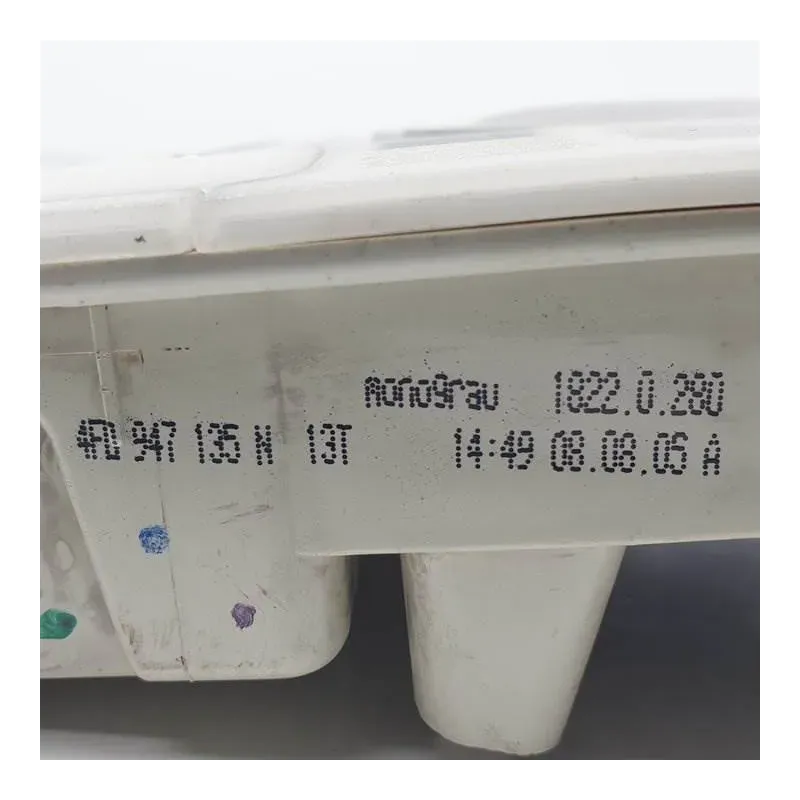 Monograu 1822.0.280
4F0 947 135 N 13T
14:49 08.08.06 A